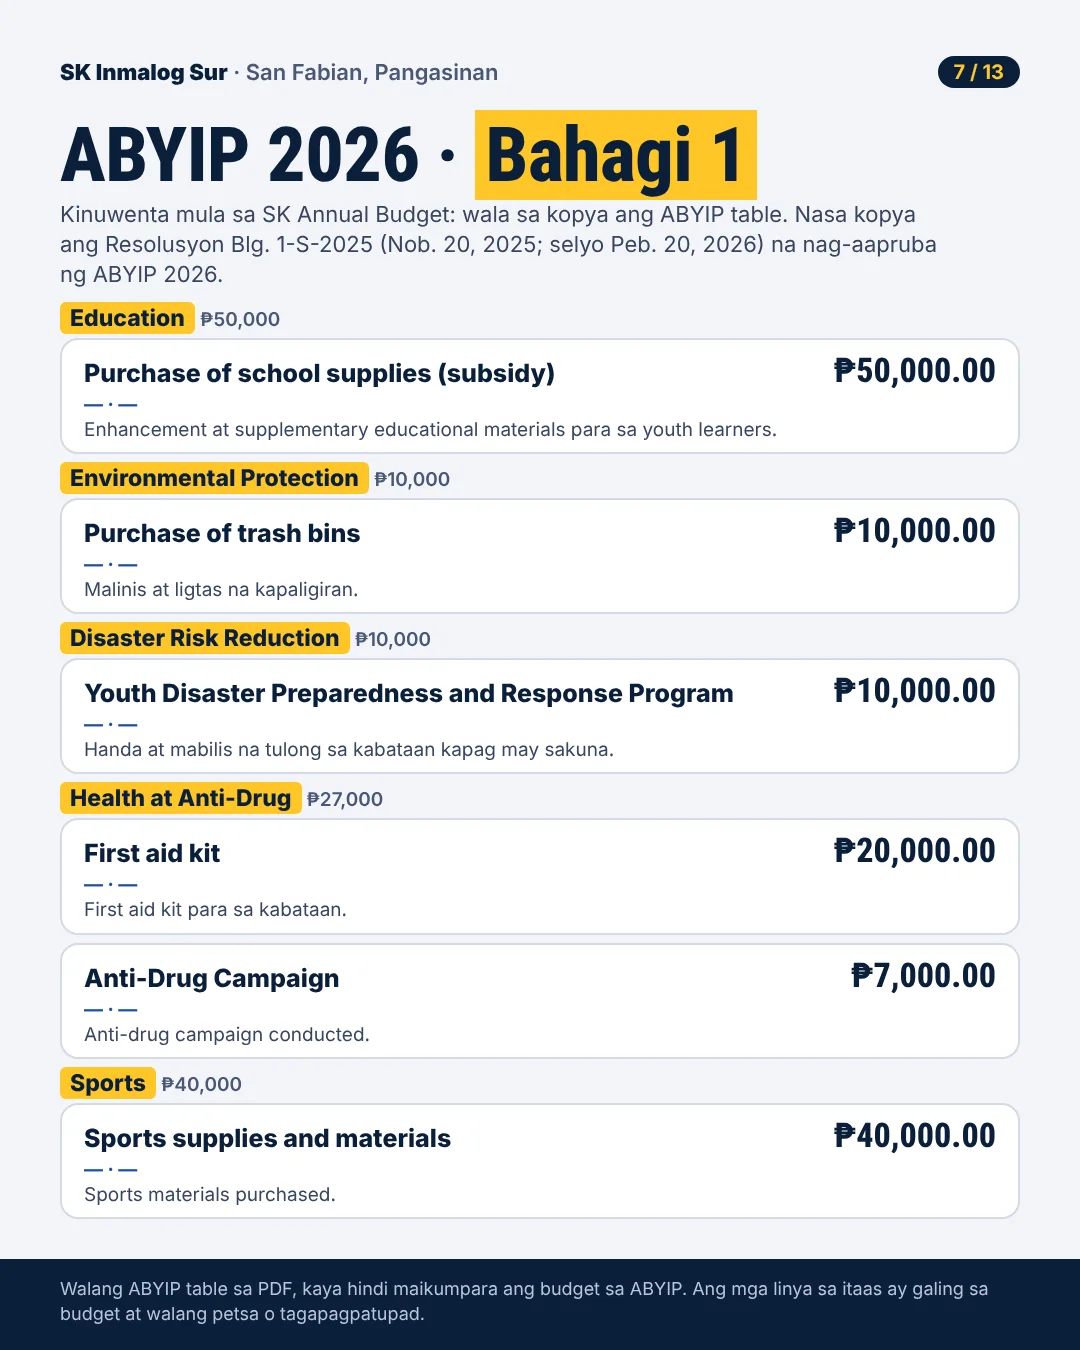 SK Inmalog Sur · San Fabian, Pangasinan
7 / 13
ABYIP 2026 · Bahagi 1
Kinuwenta mula sa SK Annual Budget: wala sa kopya ang ABYIP table. Nasa kopya
ang Resolusyon Blg. 1-S-2025 (Nob. 20, 2025; selyo Peb. 20, 2026) na nag-aapruba
ng ABYIP 2026.
Education ₱50,000
Purchase of school supplies (subsidy) ₱50,000.00
— · —
Enhancement at supplementary educational materials para sa youth learners.
Environmental Protection ₱10,000
Purchase of trash bins ₱10,000.00
— · —
Malinis at ligtas na kapaligiran.
Disaster Risk Reduction ₱10,000
Youth Disaster Preparedness and Response Program ₱10,000.00
— · —
Handa at mabilis na tulong sa kabataan kapag may sakuna.
Health at Anti-Drug ₱27,000
First aid kit ₱20,000.00
— · —
First aid kit para sa kabataan.
Anti-Drug Campaign ₱7,000.00
— · —
Anti-drug campaign conducted.
Sports ₱40,000
Sports supplies and materials ₱40,000.00
— · —
Sports materials purchased.
Walang ABYIP table sa PDF, kaya hindi maikumpara ang budget sa ABYIP. Ang mga linya sa itaas ay galing sa
budget at walang petsa o tagapagpatupad.